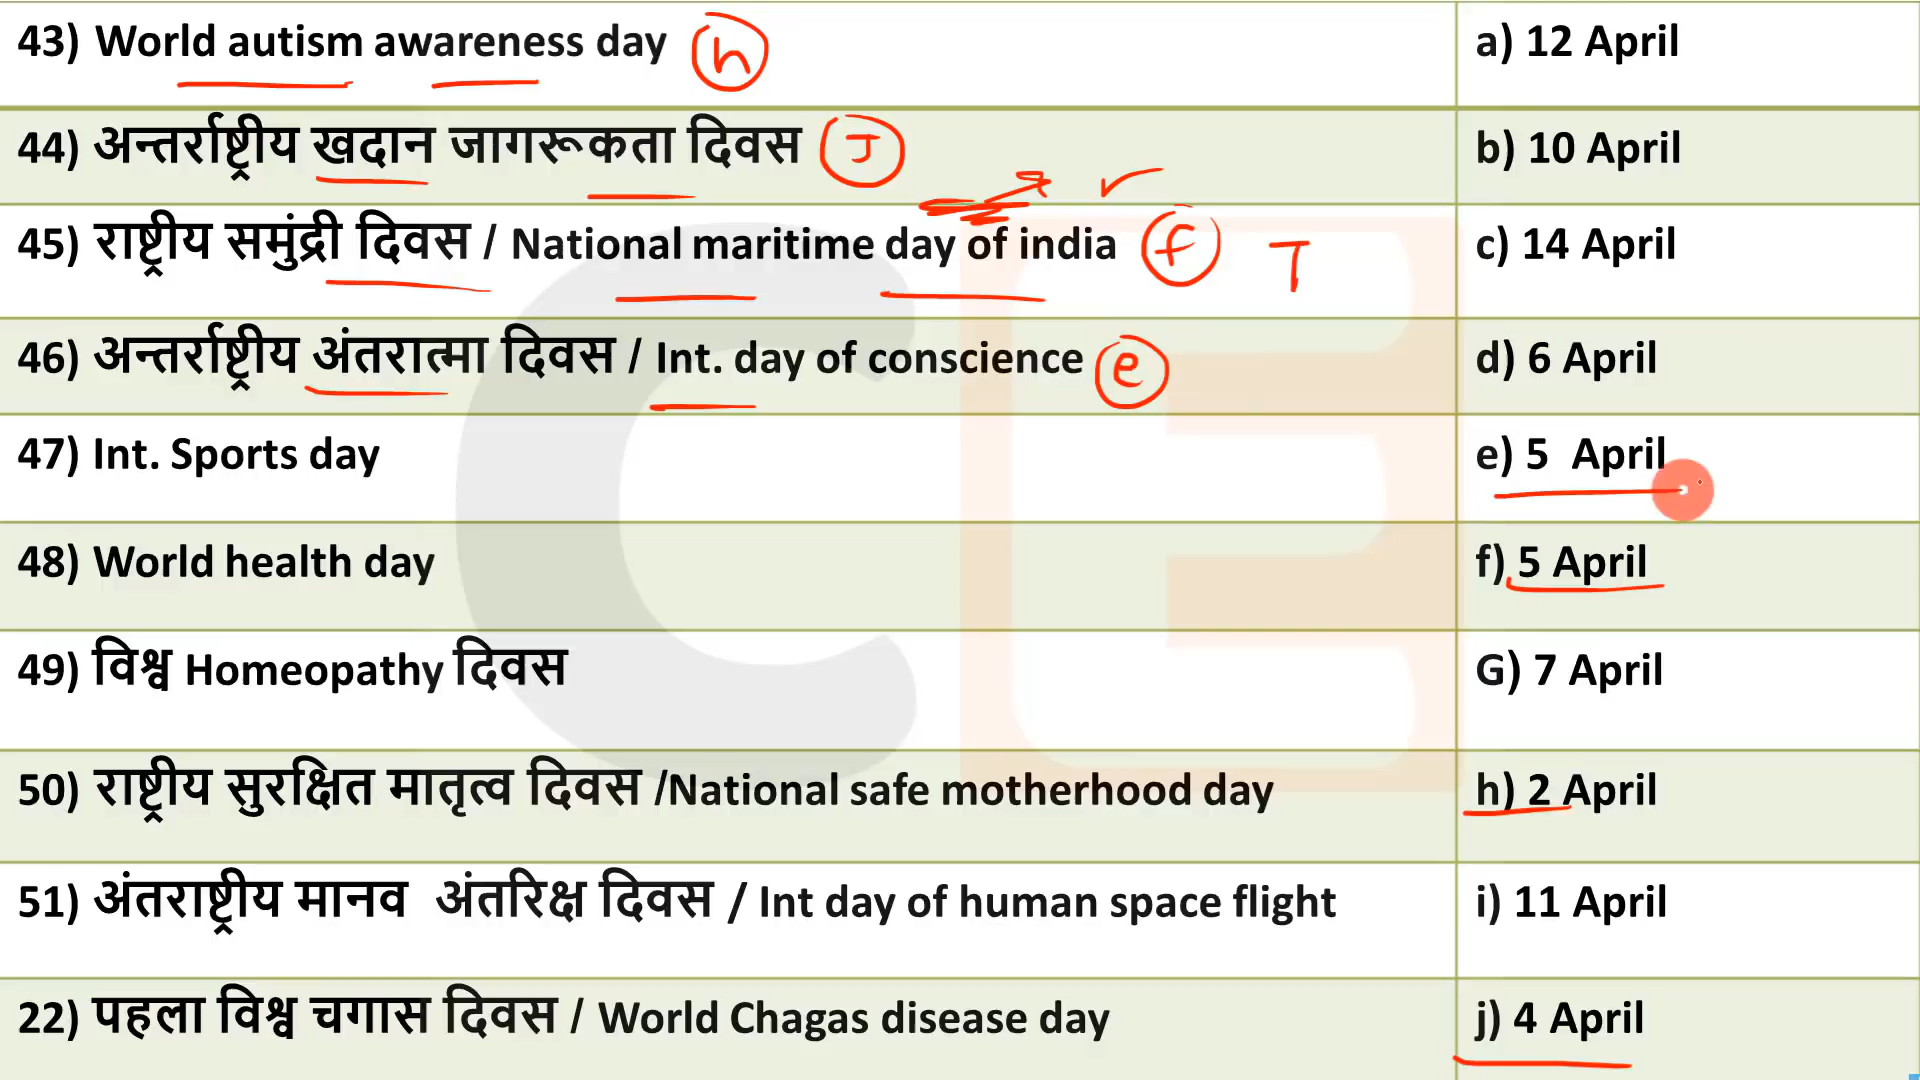 43) World autism awareness day h a) 12 April
44) अन्तर्राष्ट्रीय खदान जागरूकता दिवस J b) 10 April
45) राष्ट्रीय समुंद्री दिवस / National maritime day of india f T c) 14 April
46) अन्तर्राष्ट्रीय अंतरात्मा दिवस / Int. day of conscience e d) 6 April
47) Int. Sports day e) 5 April
48) World health day f) 5 April
49) विश्व Homeopathy दिवस G) 7 April
50) राष्ट्रीय सुरक्षित मातृत्व दिवस /National safe motherhood day h) 2 April
51) अंतराष्ट्रीय मानव अंतरिक्ष दिवस / Int day of human space flight i) 11 April
22) पहला विश्व चगास दिवस / World Chagas disease day j) 4 April
CE